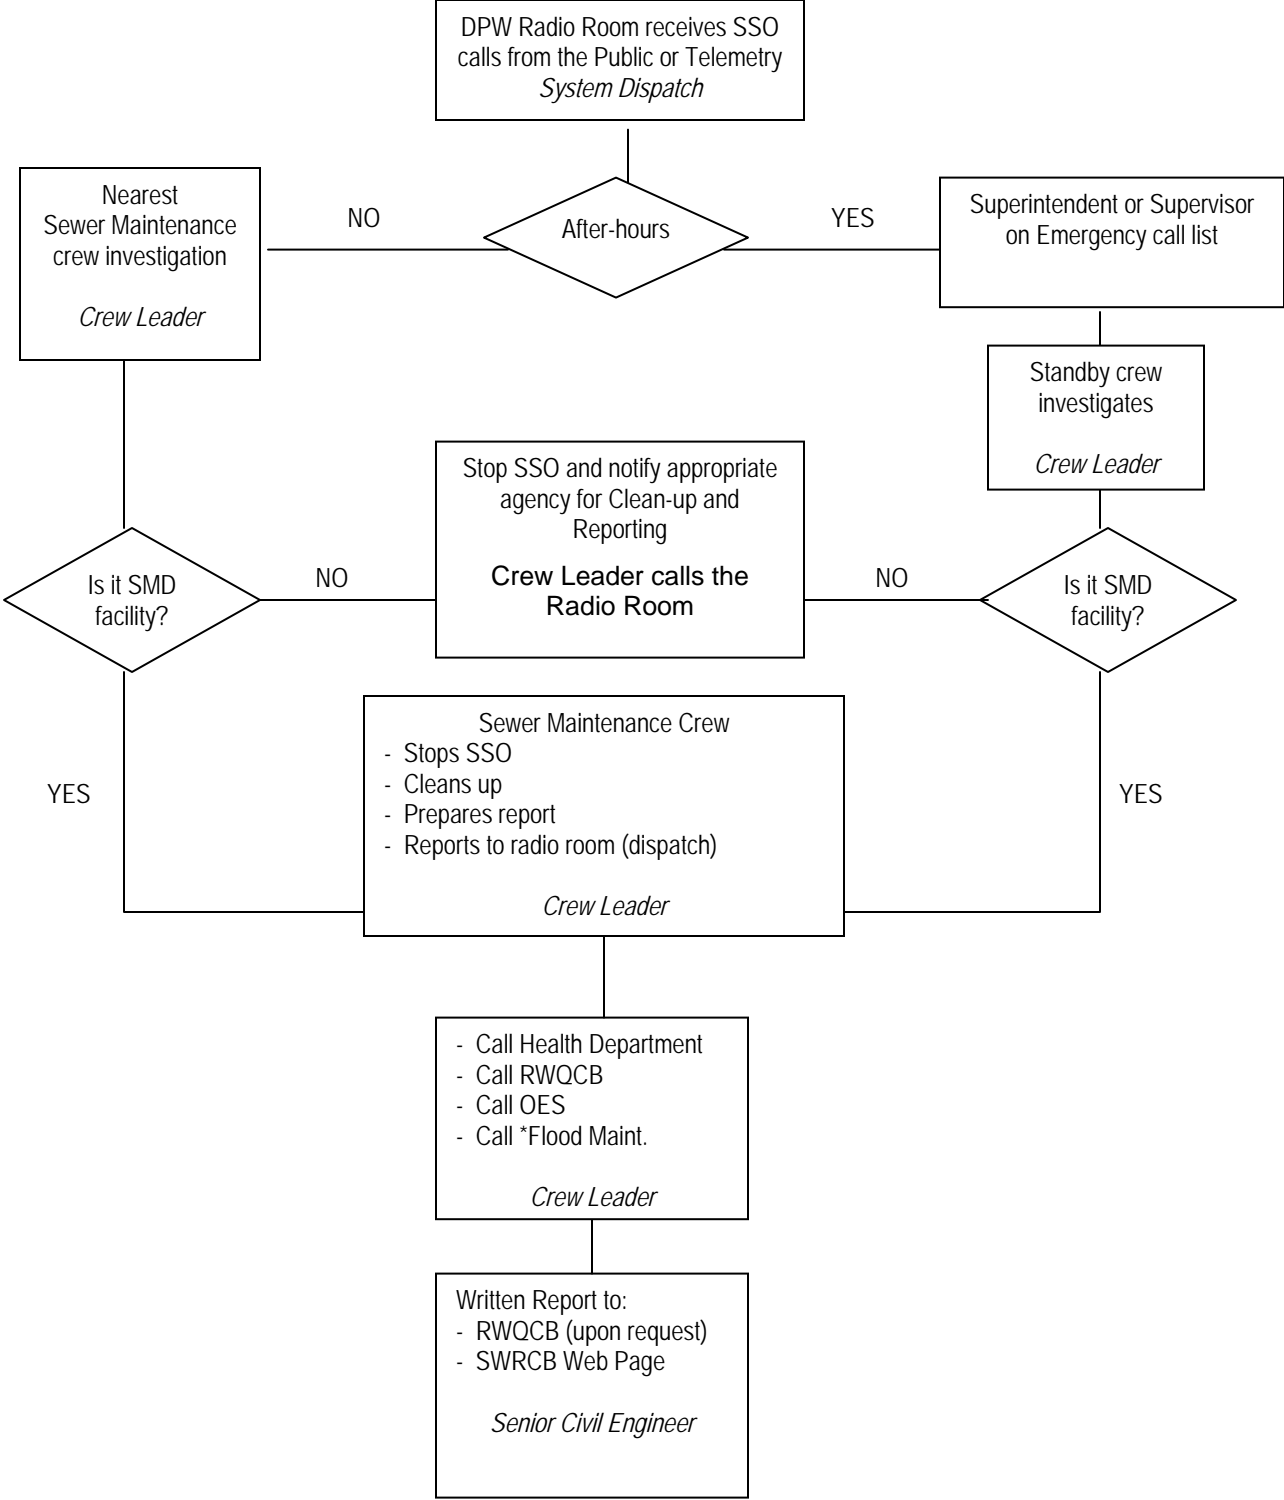 DPW Radio Room receives SSO
calls from the Public or Telemetry
System Dispatch
Nearest
Sewer Maintenance
crew investigation
Crew Leader
NO
After-hours
YES
Superintendent or Supervisor
on Emergency call list
Standby crew
investigates
Crew Leader
Stop SSO and notify appropriate
agency for Clean-up and
Reporting
Crew Leader calls the
Radio Room
Is it SMD
facility?
NO
NO
Is it SMD
facility?
Sewer Maintenance Crew
- Stops SSO
- Cleans up
- Prepares report
- Reports to radio room (dispatch)
Crew Leader
YES
YES
- Call Health Department
- Call RWQCB
- Call OES
- Call *Flood Maint.
Crew Leader
Written Report to:
- RWQCB (upon request)
- SWRCB Web Page
Senior Civil Engineer